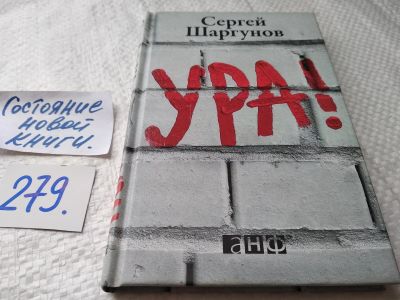 Сергей
Шаргунов
УРА!
анф
Состояние
новой
книги.
279.